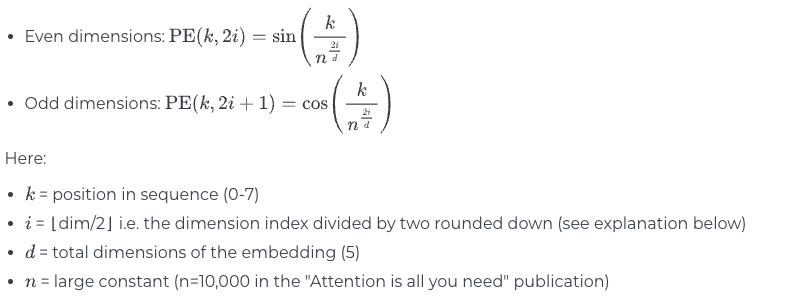 • Even dimensions: PE(k, 2i) = sin(k / n^(2i/d))
• Odd dimensions: PE(k, 2i + 1) = cos(k / n^(2i/d))
Here:
• k = position in sequence (0-7)
• i = ⌊dim/2⌋ i.e. the dimension index divided by two rounded down (see explanation below)
• d = total dimensions of the embedding (5)
• n = large constant (n=10,000 in the "Attention is all you need" publication)